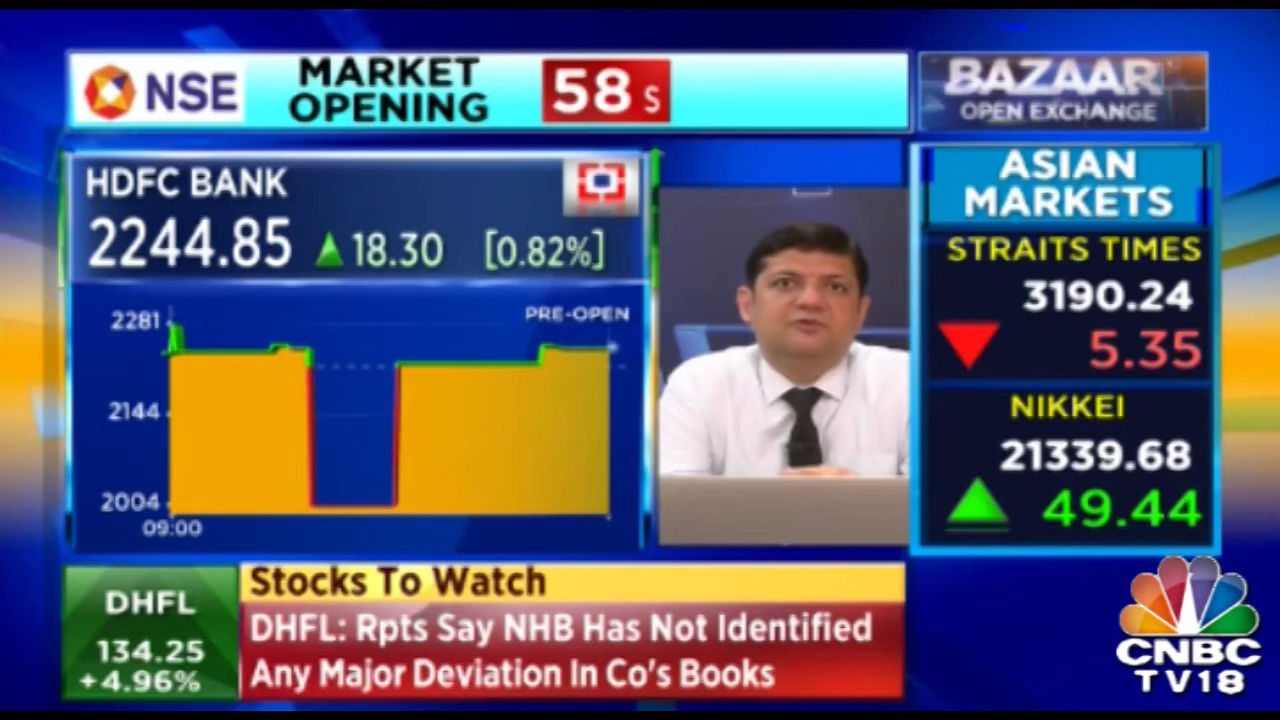 NSE
MARKET
OPENING
58 S
BAZAAR
OPEN EXCHANGE
HDFC BANK
2244.85 ▲ 18.30 [0.82%]
PRE-OPEN
2281
2144
2004
09:00
ASIAN
MARKETS
STRAITS TIMES
3190.24
▼ 5.35
NIKKEI
21339.68
▲ 49.44
DHFL
134.25
+4.96%
Stocks To Watch
DHFL: Rpts Say NHB Has Not Identified
Any Major Deviation In Co's Books
CNBC
TV18